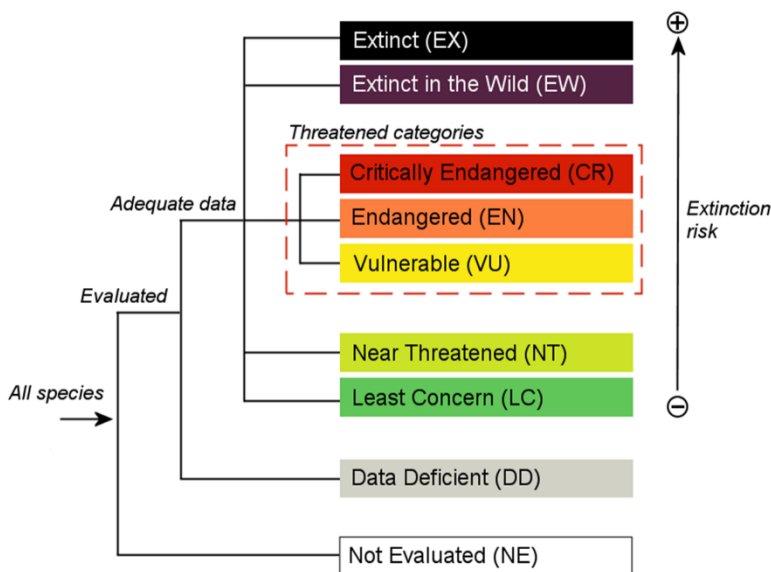 Extinct (EX)
Extinct in the Wild (EW)
Threatened categories
Critically Endangered (CR)
Adequate data
Endangered (EN)
Extinction
risk
Vulnerable (VU)
Evaluated
Near Threatened (NT)
All species
Least Concern (LC)
Data Deficient (DD)
Not Evaluated (NE)